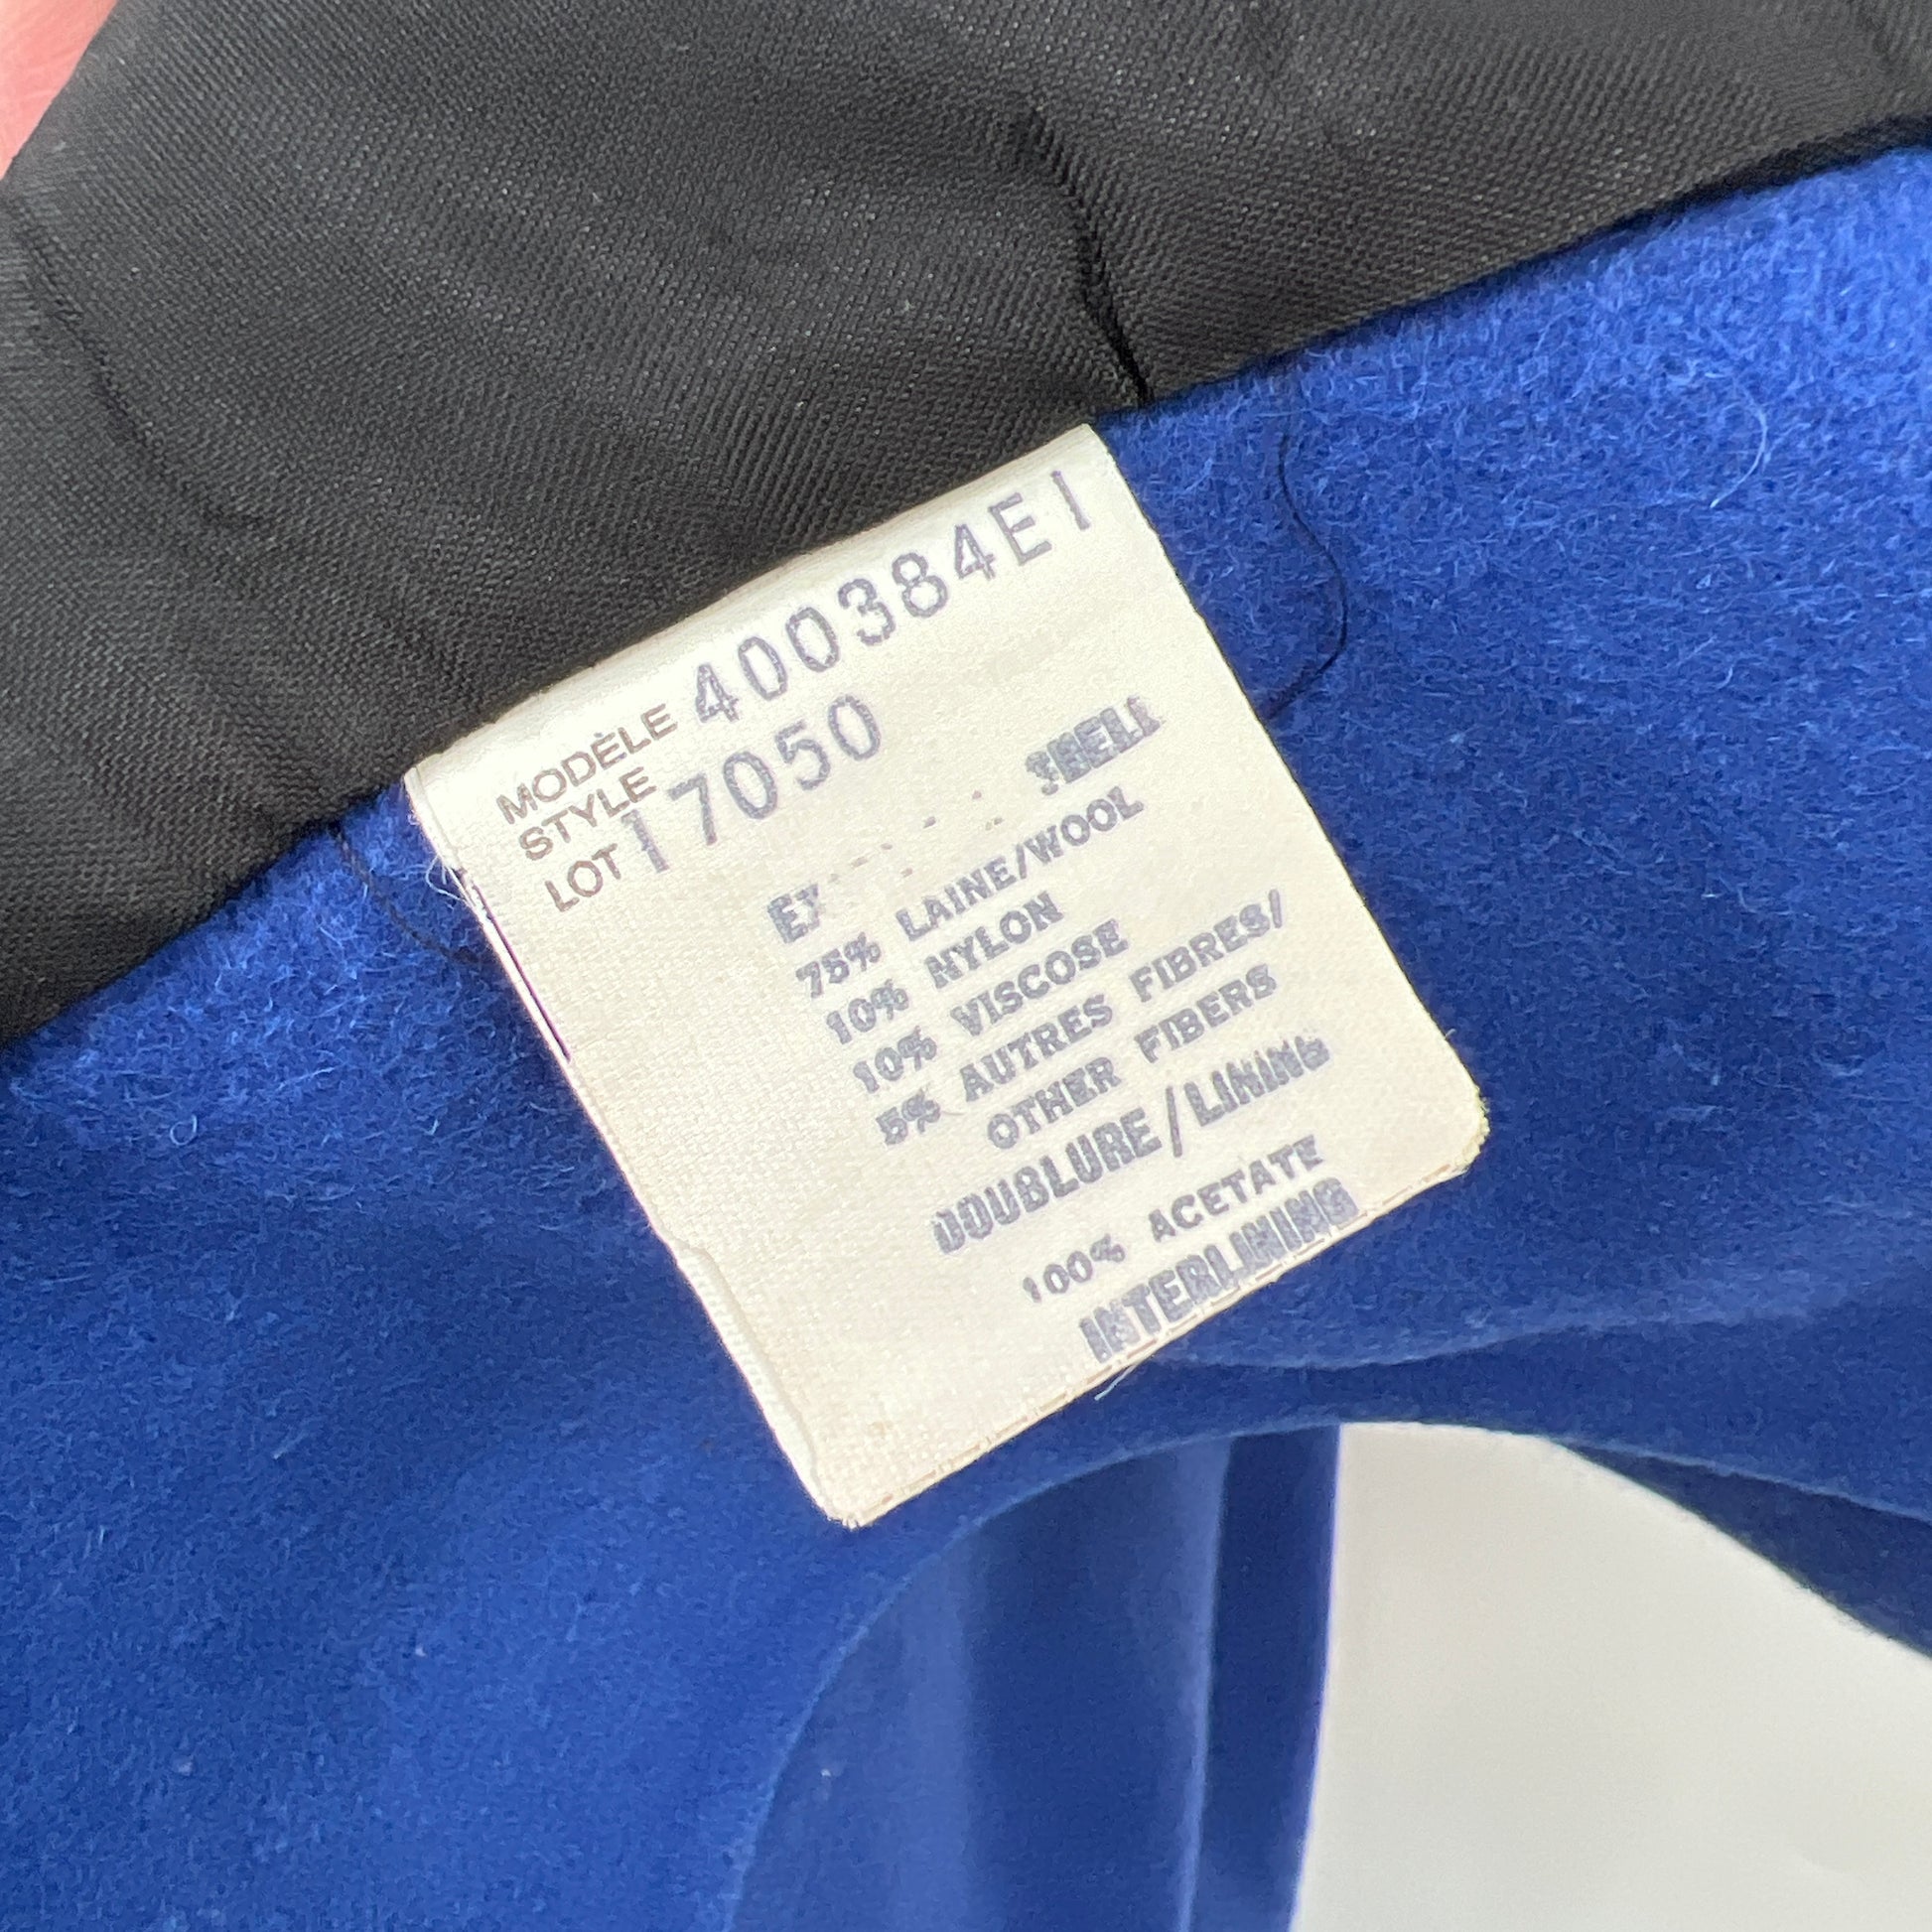 MODÈLE 400384E1
STYLE
LOT 17050
SHELL
75% LAINE/WOOL
10% NYLON
10% VISCOSE
5% AUTRES FIBRES/
OTHER FIBERS
DOUBLURE/LINING
100% ACETATE
INTERLINING